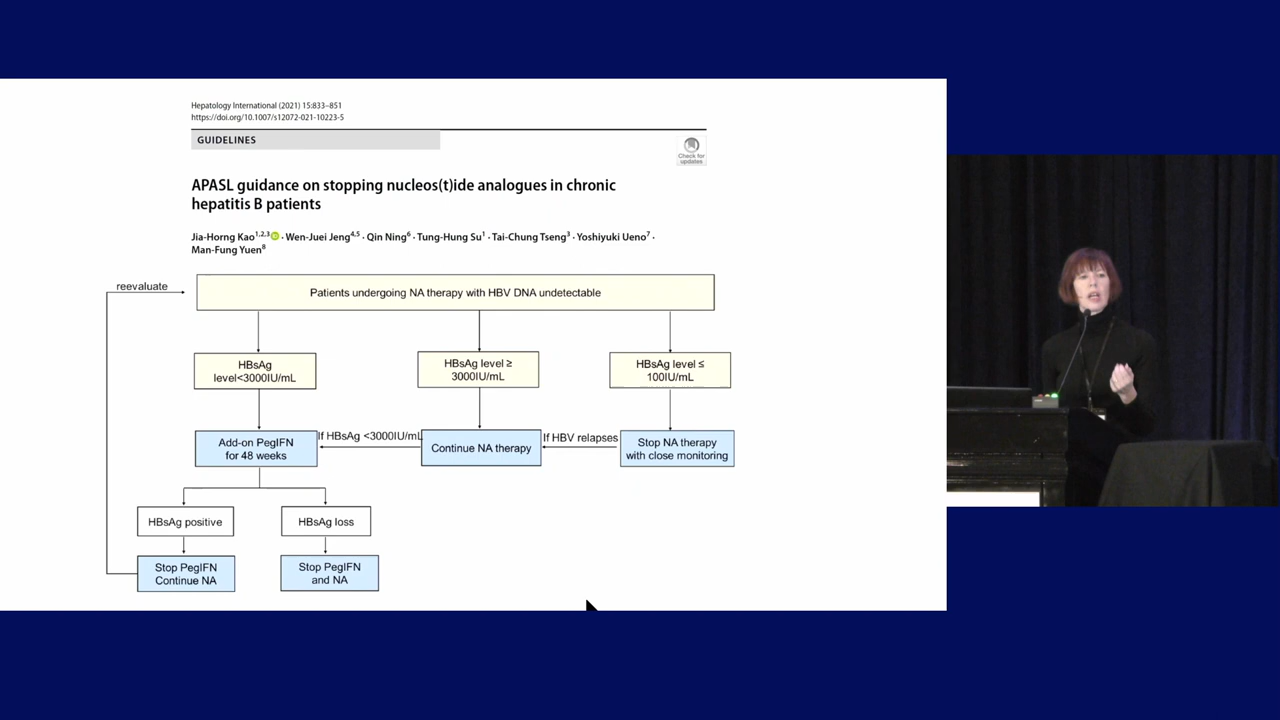 Hepatology International (2021) 15:833–851
https://doi.org/10.1007/s12072-021-10223-5
GUIDELINES
Check for
updates
APASL guidance on stopping nucleos(t)ide analogues in chronic
hepatitis B patients
Jia-Horng Kao1,2,3 · Wen-Juei Jeng4,5 · Qin Ning6 · Tung-Hung Su1 · Tai-Chung Tseng3 · Yoshiyuki Ueno7 ·
Man-Fung Yuen8
reevaluate
Patients undergoing NA therapy with HBV DNA undetectable
HBsAg
level<3000IU/mL
HBsAg level ≥
3000IU/mL
HBsAg level ≤
100IU/mL
Add-on PegIFN
for 48 weeks
If HBsAg <3000IU/mL
Continue NA therapy
If HBV relapses
Stop NA therapy
with close monitoring
HBsAg positive
HBsAg loss
Stop PegIFN
Continue NA
Stop PegIFN
and NA